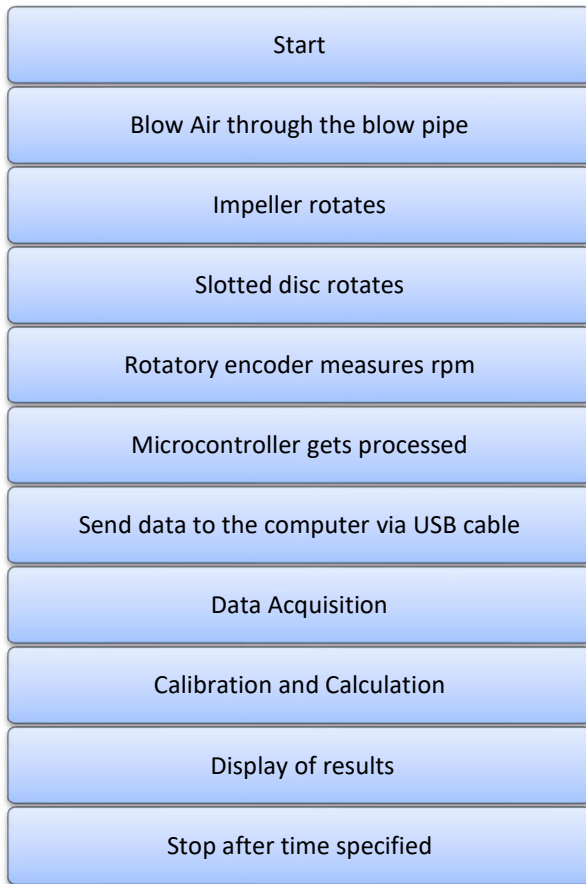 Start
Blow Air through the blow pipe
Impeller rotates
Slotted disc rotates
Rotatory encoder measures rpm
Microcontroller gets processed
Send data to the computer via USB cable
Data Acquisition
Calibration and Calculation
Display of results
Stop after time specified